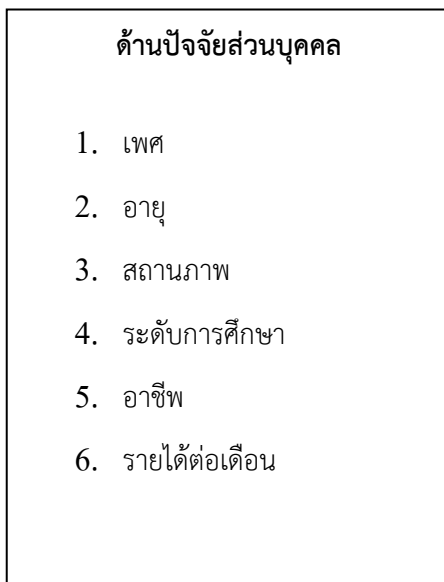 ด้านปัจจัยส่วนบุคคล
1. เพศ
2. อายุ
3. สถานภาพ
4. ระดับการศึกษา
5. อาชีพ
6. รายได้ต่อเดือน